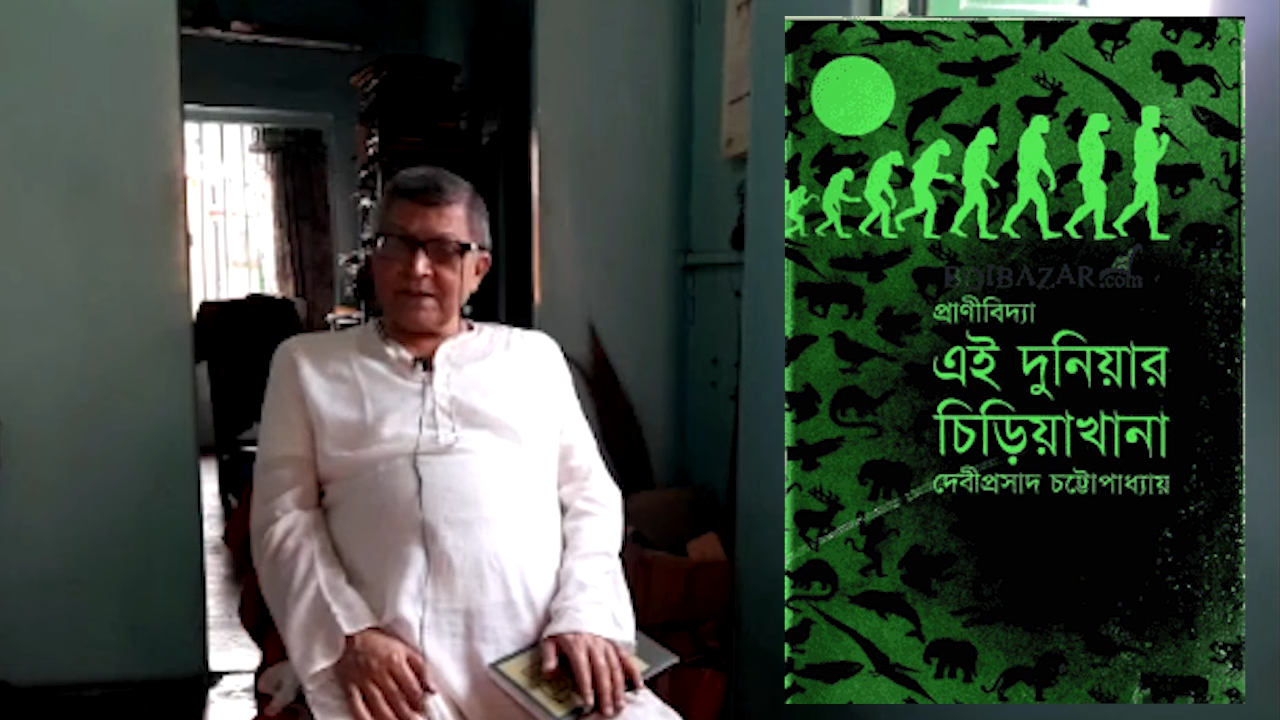 BOIBAZAR.com
প্রাণীবিদ্যা
এই দুনিয়ার
চিড়িয়াখানা
দেবীপ্রসাদ চট্টোপাধ্যায়